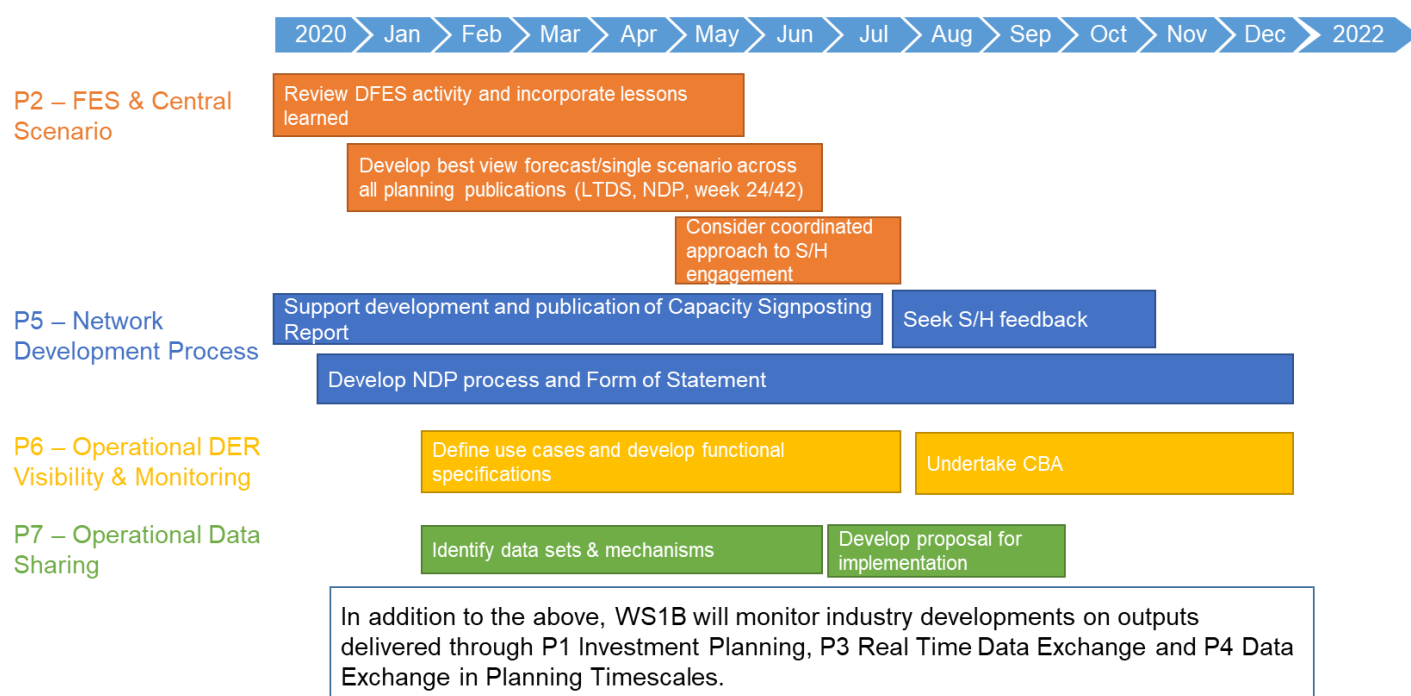 2020 Jan Feb Mar Apr May Jun Jul Aug Sep Oct Nov Dec 2022
P2 – FES & Central
Scenario
Review DFES activity and incorporate lessons
learned
Develop best view forecast/single scenario across
all planning publications (LTDS, NDP, week 24/42)
Consider coordinated
approach to S/H
engagement
P5 – Network
Development Process
Support development and publication of Capacity Signposting
Report
Seek S/H feedback
Develop NDP process and Form of Statement
P6 – Operational DER
Visibility & Monitoring
Define use cases and develop functional
specifications
Undertake CBA
P7 – Operational Data
Sharing
Identify data sets & mechanisms
Develop proposal for
implementation
In addition to the above, WS1B will monitor industry developments on outputs
delivered through P1 Investment Planning, P3 Real Time Data Exchange and P4 Data
Exchange in Planning Timescales.